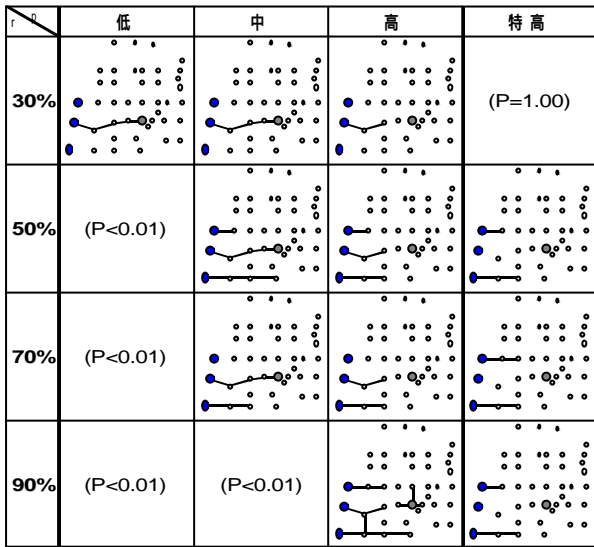 r p 低 中 高 特高
30% (P=1.00)
50% (P<0.01)
70% (P<0.01)
90% (P<0.01) (P<0.01)